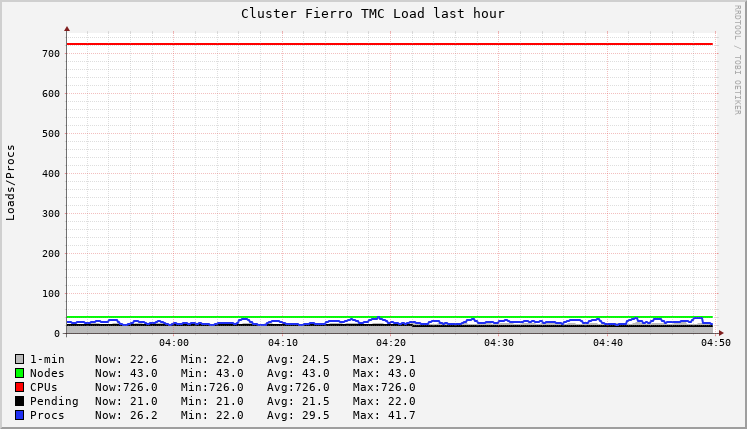 Cluster Fierro TMC Load last hour
RRDTOOL / TOBI OETIKER
Loads/Procs
700
600
500
400
300
200
100
0
04:00 04:10 04:20 04:30 04:40 04:50
1-min Now: 22.6 Min: 22.0 Avg: 24.5 Max: 29.1
Nodes Now: 43.0 Min: 43.0 Avg: 43.0 Max: 43.0
CPUs Now:726.0 Min:726.0 Avg:726.0 Max:726.0
Pending Now: 21.0 Min: 21.0 Avg: 21.5 Max: 22.0
Procs Now: 26.2 Min: 22.0 Avg: 29.5 Max: 41.7